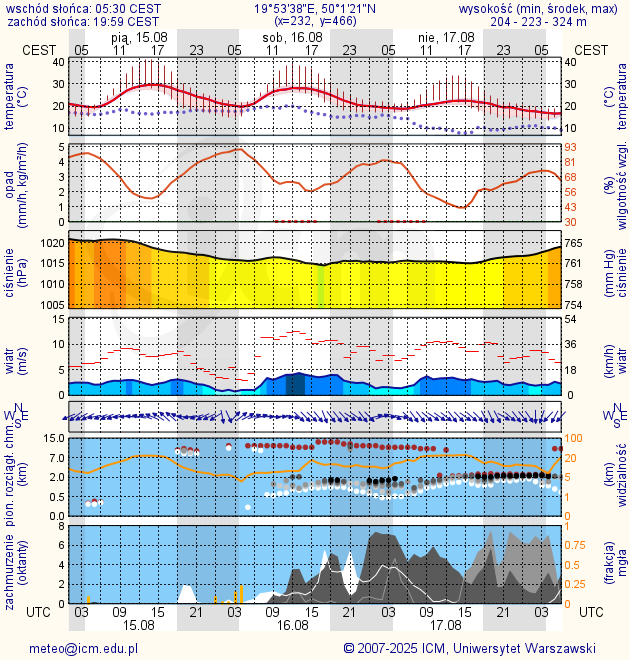 wschód słońca: 05:30 CEST 19°53'38"E, 50°1'21"N wysokość (min, środek, max)
zachód słońca: 19:59 CEST (x=232, y=466) 204 - 223 - 324 m
pią, 15.08 sob, 16.08 nie, 17.08
CEST 05 11 17 23 05 11 17 23 05 11 17 23 05 CEST
temperatura (°C) 40 30 20 10 40 30 20 10 (°C) temperatura
opad (mm/h, kg/m²/h) 5 4 3 2 1 0 93 81 68 56 43 30 (%) wilgotność wzgl.
ciśnienie (hPa) 1020 1015 1010 1005 765 761 758 754 (mm Hg) ciśnienie
wiatr (m/s) 15 10 5 0 54 36 18 0 (km/h) wiatr
N W E S N W E S
pion. rozciągł. chm. (km) 15.0 7.0 2.0 0.5 0.0 100 20 5 1 0 (km) widzialność
zachmurzenie (oktanty) 8 6 4 2 0 1 0.75 0.5 0.25 0 (frakcja) mgła
UTC 03 09 15 21 03 09 15 21 03 09 15 21 03 UTC
15.08 16.08 17.08
meteo@icm.edu.pl © 2007-2025 ICM, Uniwersytet Warszawski